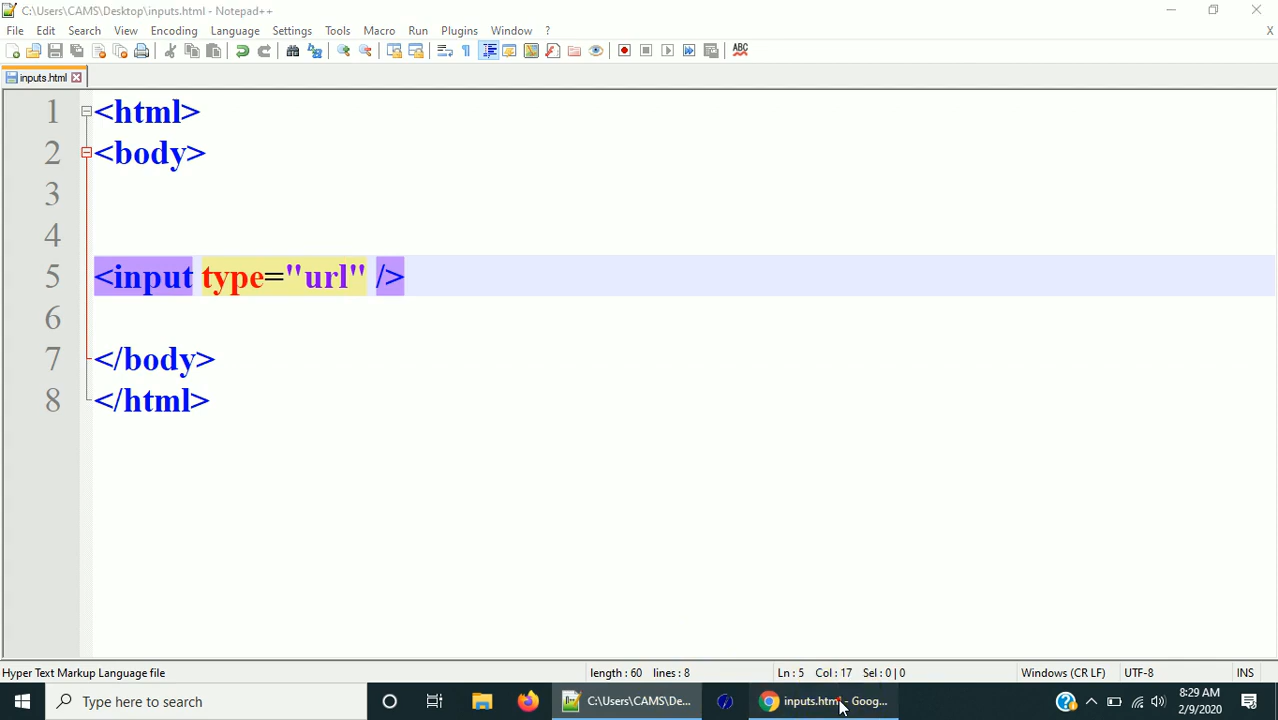 C:\Users\CAMS\Desktop\inputs.html - Notepad++
File Edit Search View Encoding Language Settings Tools Macro Run Plugins Window ? X
ABC
inputs.html
1 <html>
2 <body>
3
4
5 <input type="url" />
6
7 </body>
8 </html>
Hyper Text Markup Language file length : 60 lines : 8 Ln : 5 Col : 17 Sel : 0 | 0 Windows (CR LF) UTF-8 INS
Type here to search C:\Users\CAMS\De... inputs.html - Goog... 8:29 AM
2/9/2020